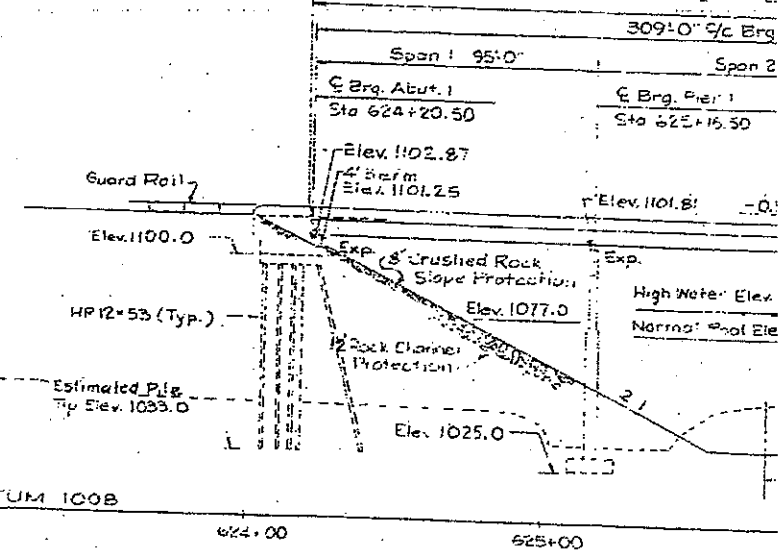 309'-0" C/c Brg
Span 1 95'-0"
Span 2
℄ Brg. Abut. 1
Sta 624+20.50
℄ Brg. Pier 1
Sta 625+15.50
Elev. 1102.87
4' Berm
Elev. 1101.25
Guard Rail
Elev. 1101.81
-0.
Elev. 1100.0
Exp.
Exp.
Crushed Rock
Slope Protection
HP 12×53 (Typ.)
Elev. 1077.0
High Water Elev.
Normal Pool Ele
2' Rock Channel
Protection
Estimated Pile
Tip Elev. 1033.0
2:1
Elev. 1025.0
TUM 1008
624+00
625+00